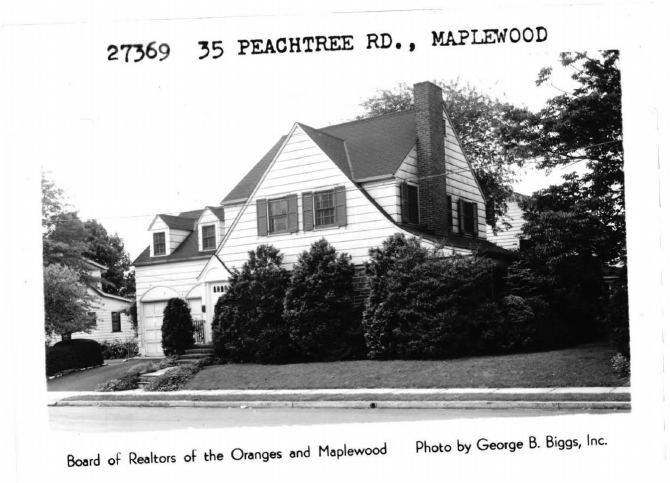 27369 35 PEACHTREE RD., MAPLEWOOD
Board of Realtors of the Oranges and Maplewood Photo by George B. Biggs, Inc.